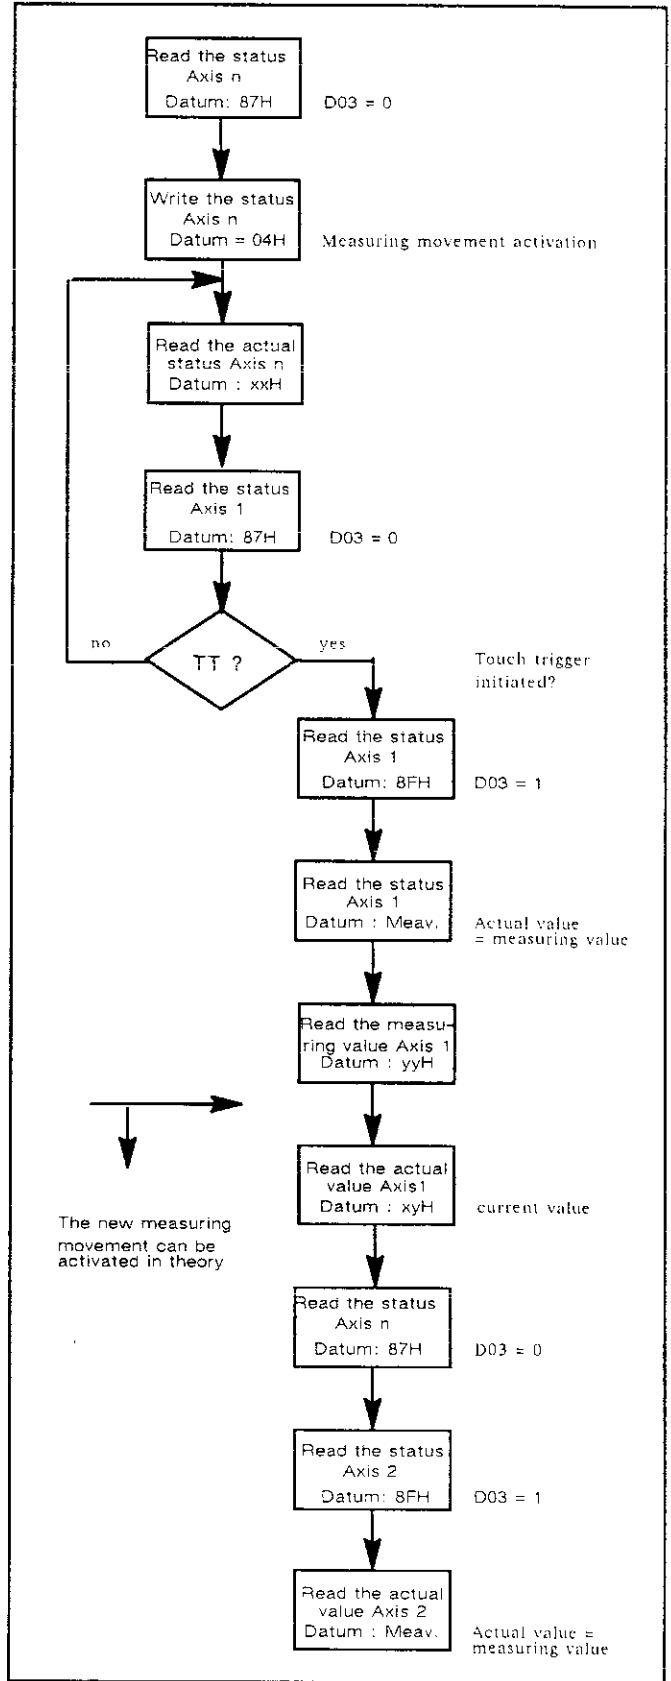 Read the status
Axis n
Datum: 87H
D03 = 0
Write the status
Axis n
Datum = 04H
Measuring movement activation
Read the actual
status Axis n
Datum : xxH
Read the status
Axis 1
Datum: 87H
D03 = 0
no
TT ?
yes
Touch trigger
initiated?
Read the status
Axis 1
Datum: 8FH
D03 = 1
Read the status
Axis 1
Datum : Meav.
Actual value
= measuring value
Read the measu-
ring value Axis 1
Datum : yyH
The new measuring
movement can be
activated in theory
Read the actual
value Axis1
Datum : xyH
current value
Read the status
Axis n
Datum: 87H
D03 = 0
Read the status
Axis 2
Datum: 8FH
D03 = 1
Read the actual
value Axis 2
Datum : Meav.
Actual value =
measuring value